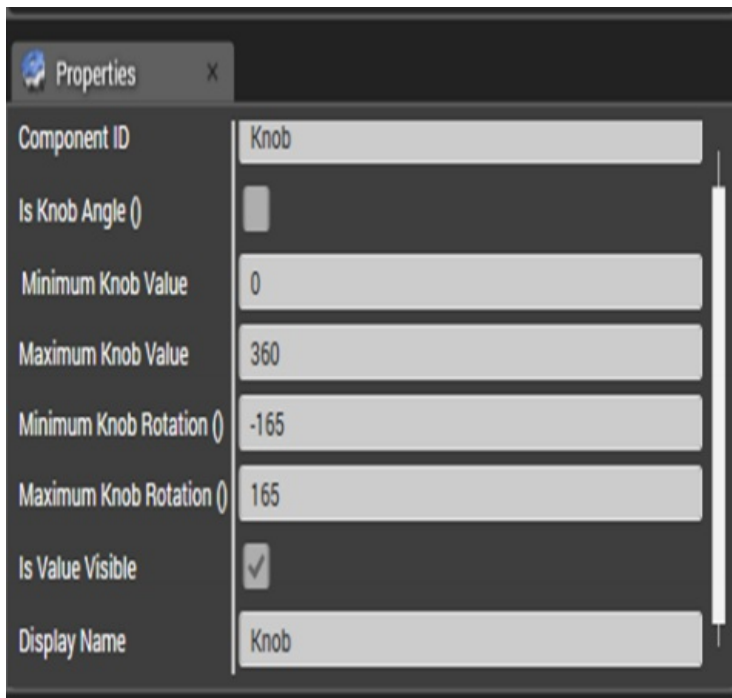 Properties ×
Component ID Knob
Is Knob Angle ()
Minimum Knob Value 0
Maximum Knob Value 360
Minimum Knob Rotation () -165
Maximum Knob Rotation () 165
Is Value Visible
Display Name Knob